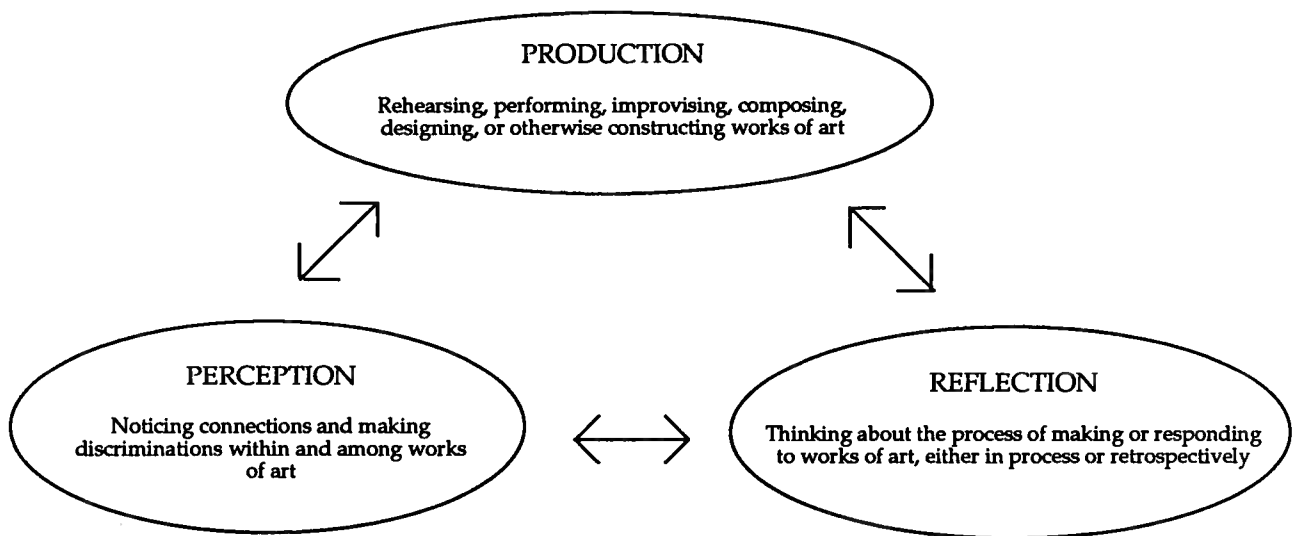 PRODUCTION
Rehearsing, performing, improvising, composing,
designing, or otherwise constructing works of art
PERCEPTION
Noticing connections and making
discriminations within and among works
of art
REFLECTION
Thinking about the process of making or responding
to works of art, either in process or retrospectively